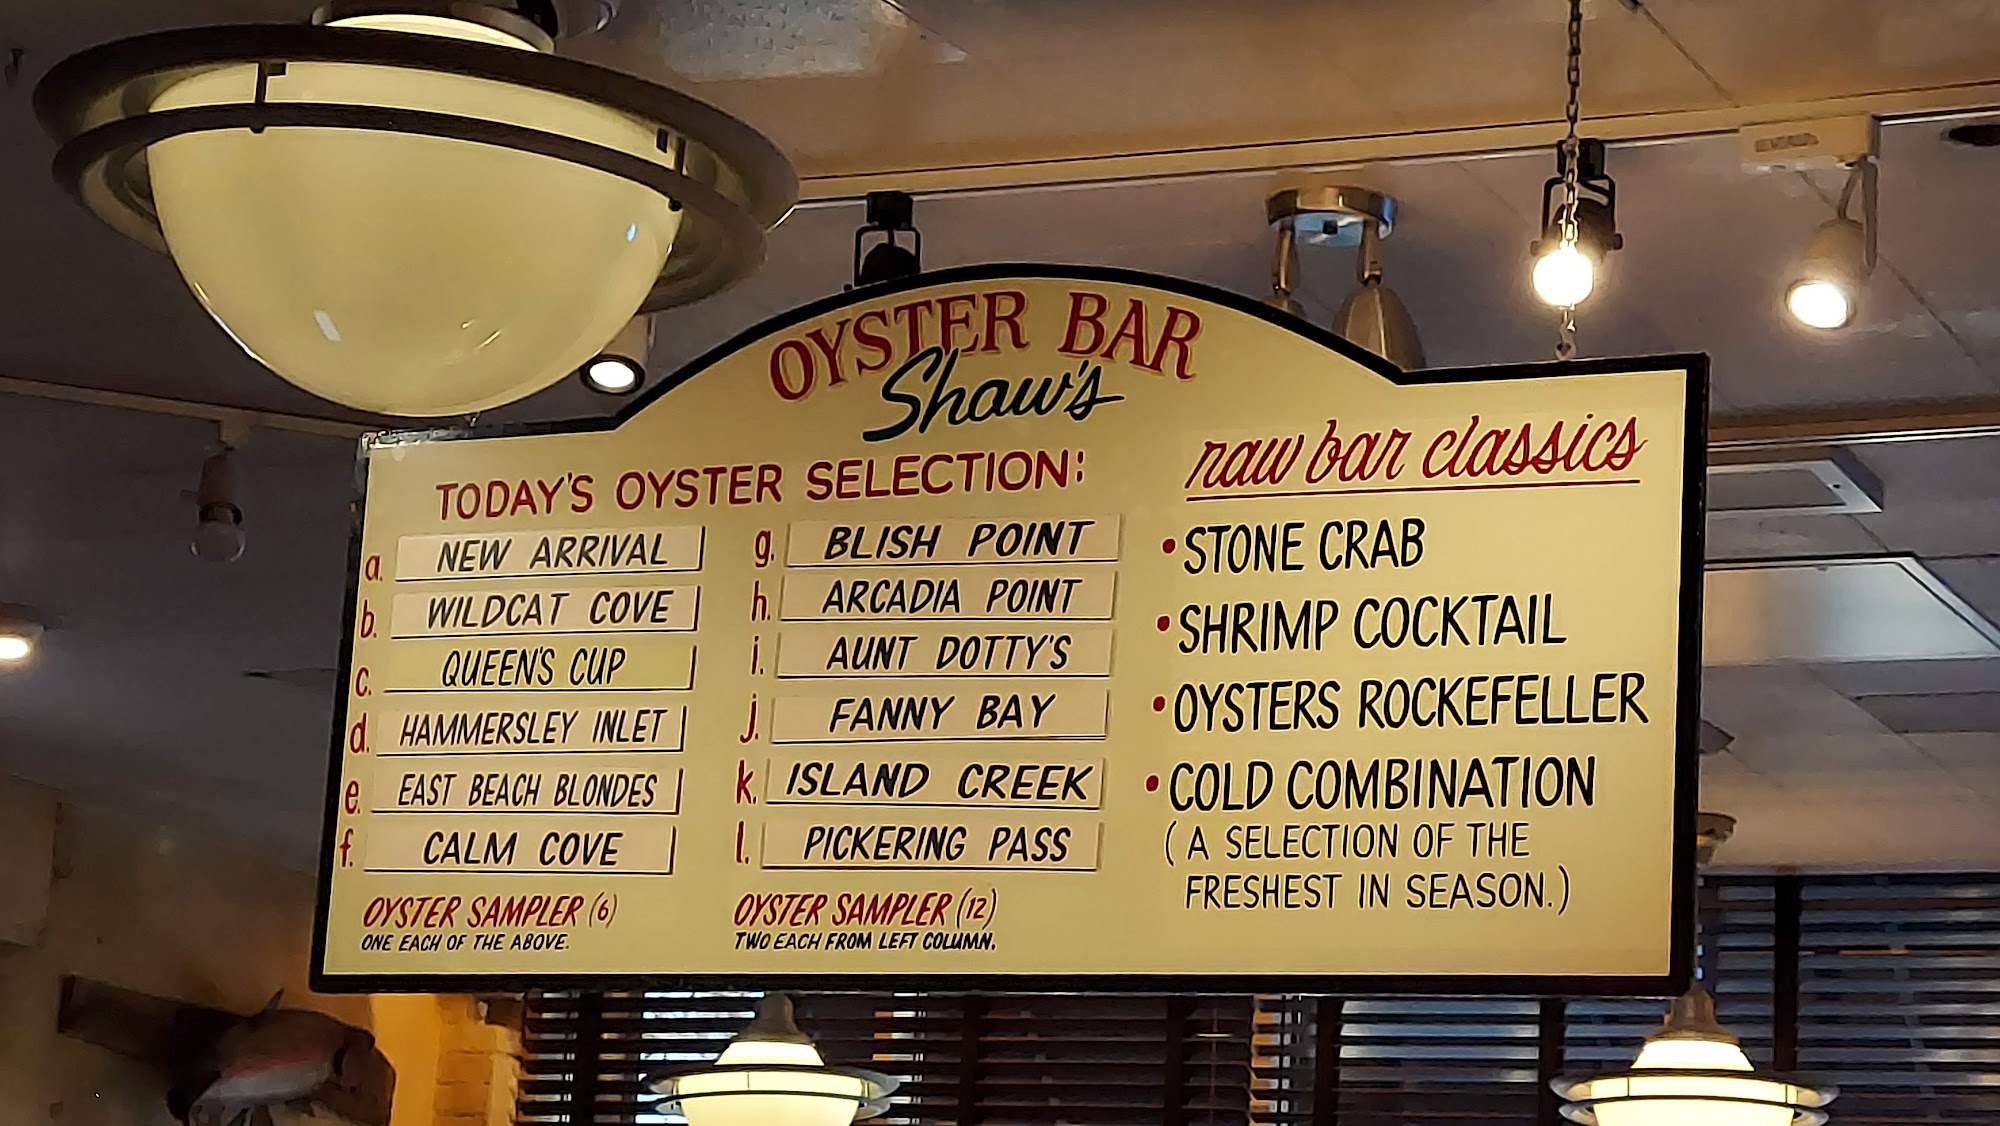 OYSTER BAR
Shaw's
TODAY'S OYSTER SELECTION:
a. NEW ARRIVAL
b. WILDCAT COVE
c. QUEEN'S CUP
d. HAMMERSLEY INLET
e. EAST BEACH BLONDES
f. CALM COVE
OYSTER SAMPLER (6)
ONE EACH OF THE ABOVE.
g. BLISH POINT
h. ARCADIA POINT
i. AUNT DOTTY'S
j. FANNY BAY
k. ISLAND CREEK
l. PICKERING PASS
OYSTER SAMPLER (12)
TWO EACH FROM LEFT COLUMN.
raw bar classics
• STONE CRAB
• SHRIMP COCKTAIL
• OYSTERS ROCKEFELLER
• COLD COMBINATION
( A SELECTION OF THE
FRESHEST IN SEASON.)